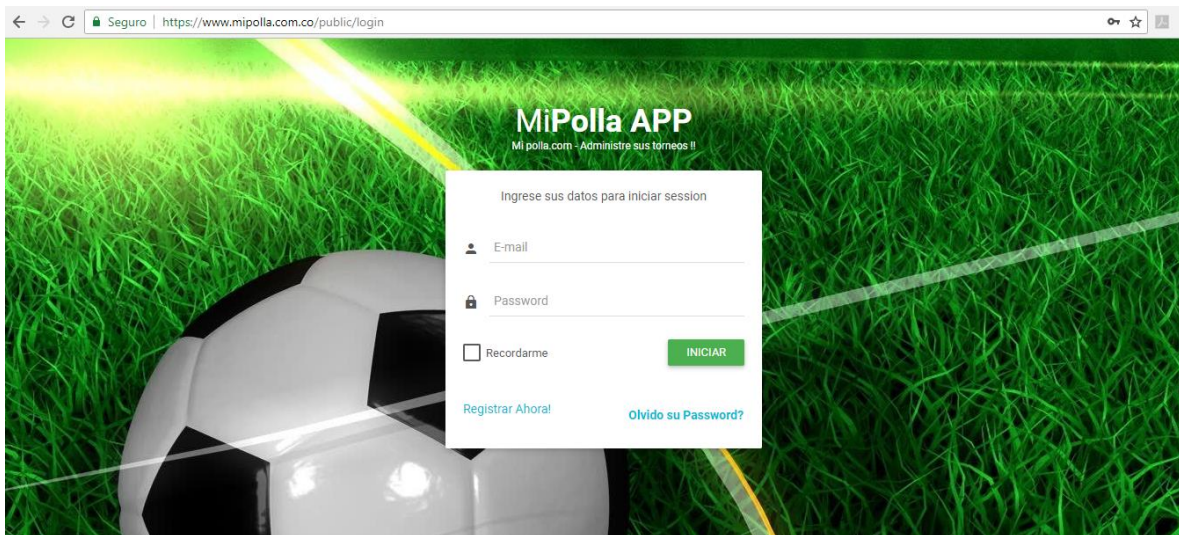 Seguro | https://www.mipolla.com.co/public/login
MiPolla APP
Mi polla.com - Administre sus torneos !!
Ingrese sus datos para iniciar session
E-mail
Password
Recordarme
INICIAR
Registrar Ahora!
Olvido su Password?